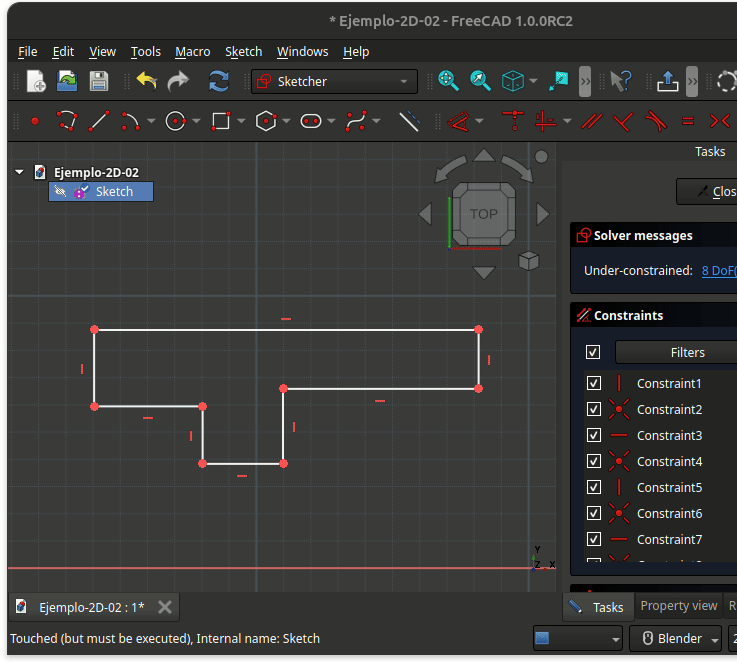 * Ejemplo-2D-02 - FreeCAD 1.0.0RC2
File Edit View Tools Macro Sketch Windows Help
Sketcher
Tasks
Ejemplo-2D-02
Sketch
TOP
Clos
Solver messages
Under-constrained: 8 DoF(
Constraints
Filters
Constraint1
Constraint2
Constraint3
Constraint4
Constraint5
Constraint6
Constraint7
Y
Z X
Ejemplo-2D-02 : 1*
Tasks Property view R
Touched (but must be executed), Internal name: Sketch
Blender
2